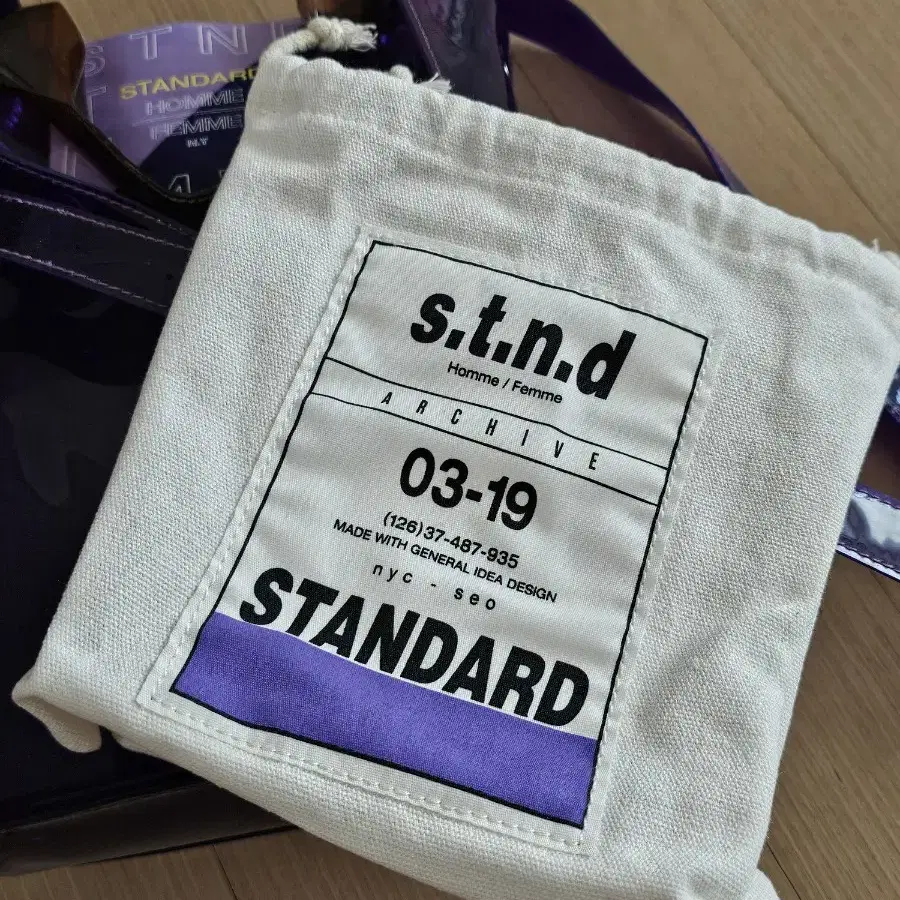 STN
STANDARD
HOMME
FEMME
N.Y
s.t.n.d
Homme / Femme
ARCHIVE
03-19
(126)37-487-935
MADE WITH GENERAL IDEA DESIGN
nyc - seo
STANDARD